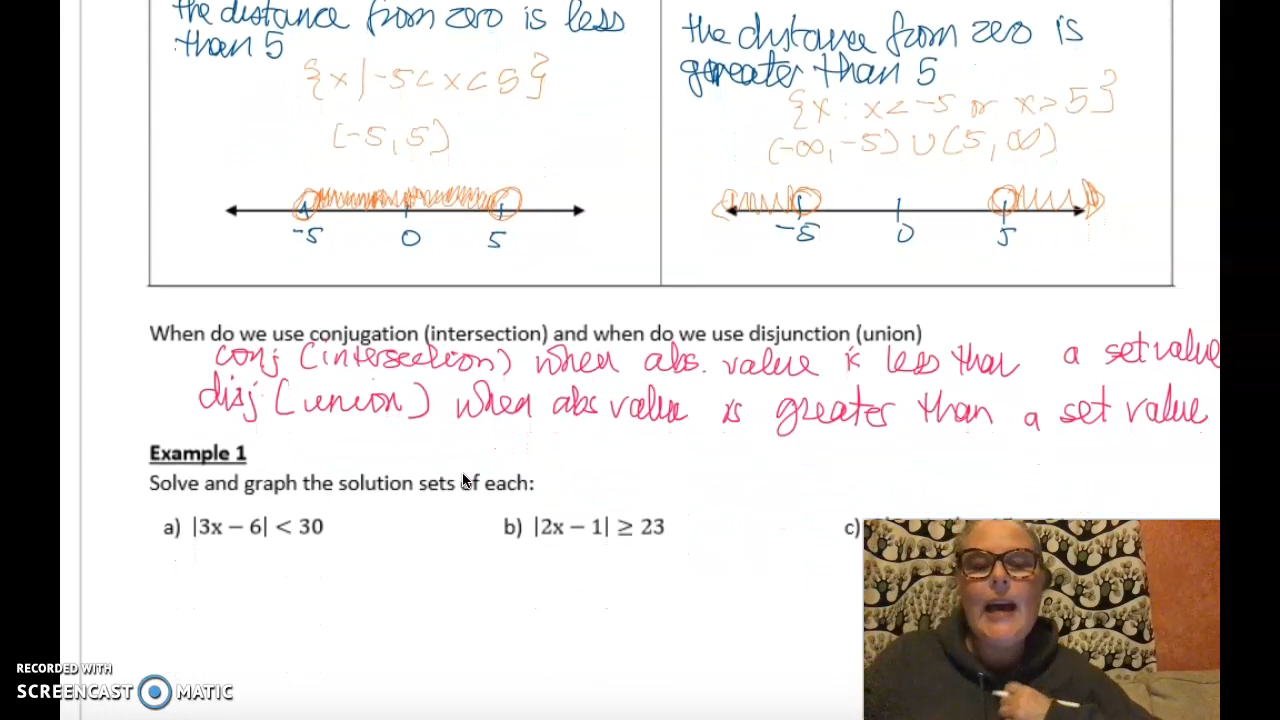 the distance from zero is less
than 5
{x | -5 < x < 5}
(-5, 5)
-5 0 5
the distance from zero is
greater than 5
{x : x < -5 or x > 5}
(-∞, -5) ∪ (5, ∞)
-5 0 5
When do we use conjugation (intersection) and when do we use disjunction (union)
conj (intersection) when abs. value is less than a set value
disj (union) when abs value is greater than a set value
Example 1
Solve and graph the solution sets of each:
a) |3x − 6| < 30 b) |2x − 1| ≥ 23 c)
RECORDED WITH
SCREENCAST MATIC